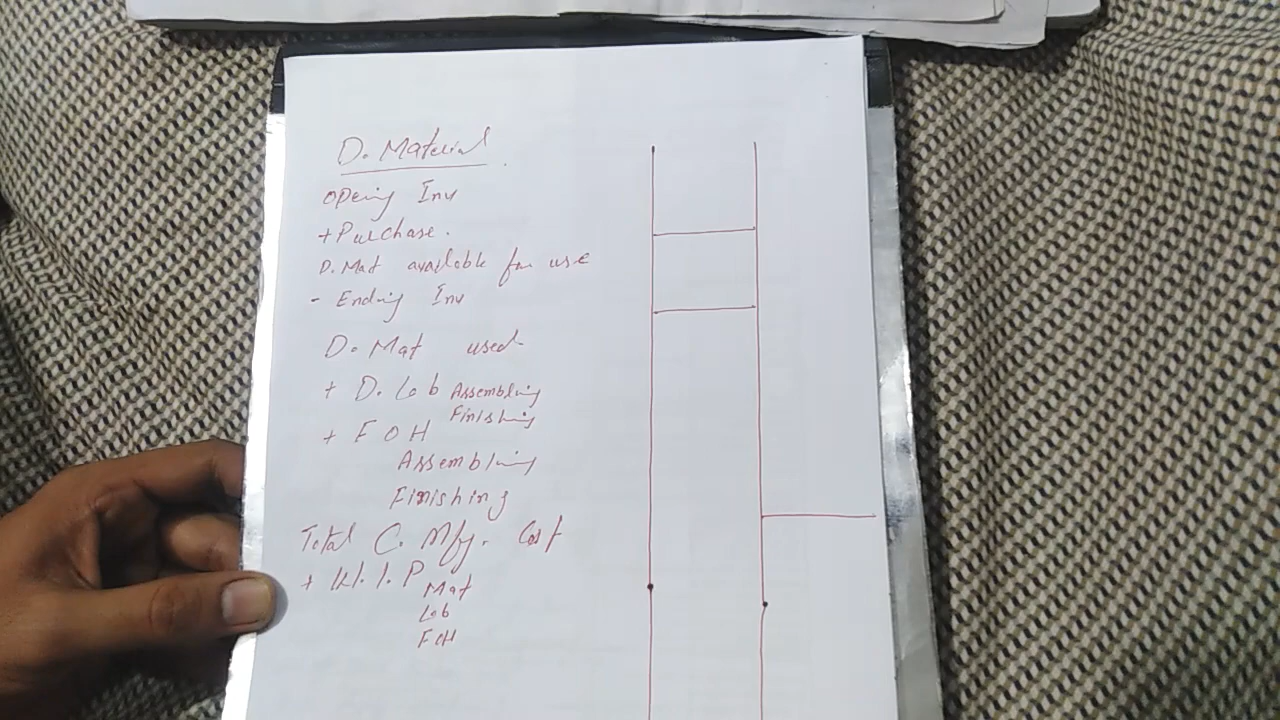 D. Material
opening Inv
+ Purchase.
D. Mat available for use
- Ending Inv
D. Mat used
+ D. Lab Assembling
Finishing
+ F O H
Assembling
Finishing
Total C. Mfg. Cost
+ W.I.P Mat
Lab
FOH